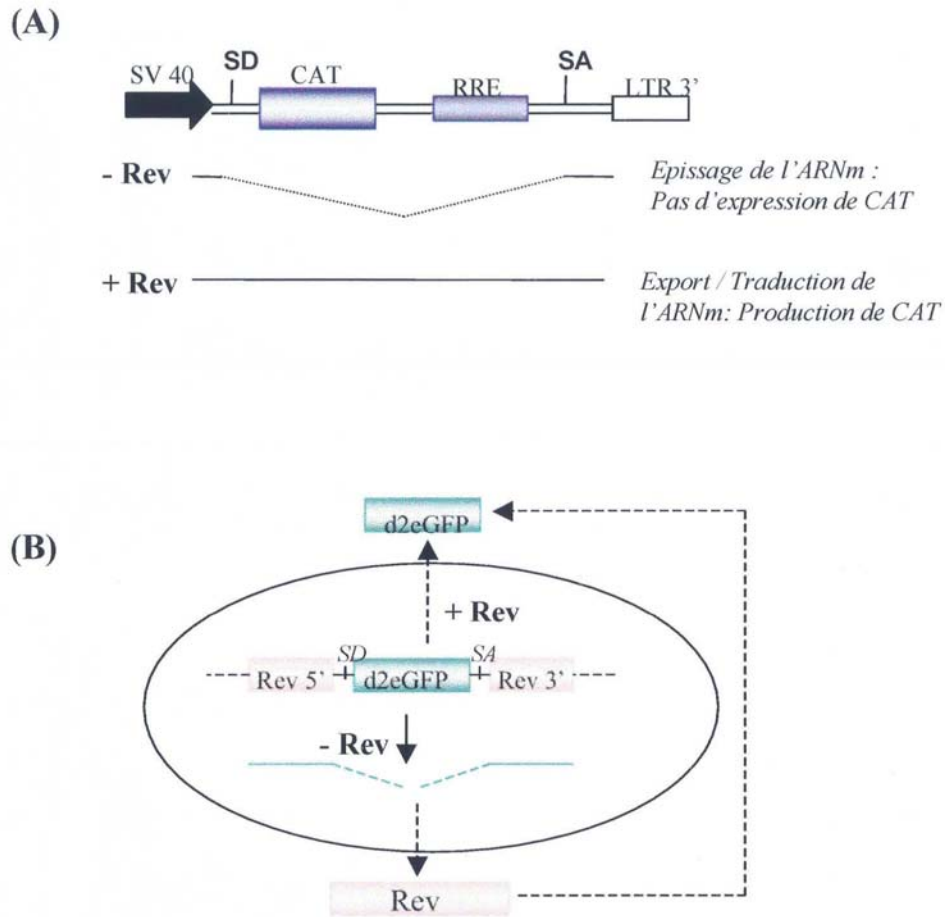 (A)
SV 40 SD CAT RRE SA LTR 3'
- Rev
Epissage de l'ARNm :
Pas d'expression de CAT
+ Rev
Export / Traduction de
l'ARNm: Production de CAT
(B)
d2eGFP
+ Rev
SD SA
Rev 5' d2eGFP Rev 3'
- Rev
Rev